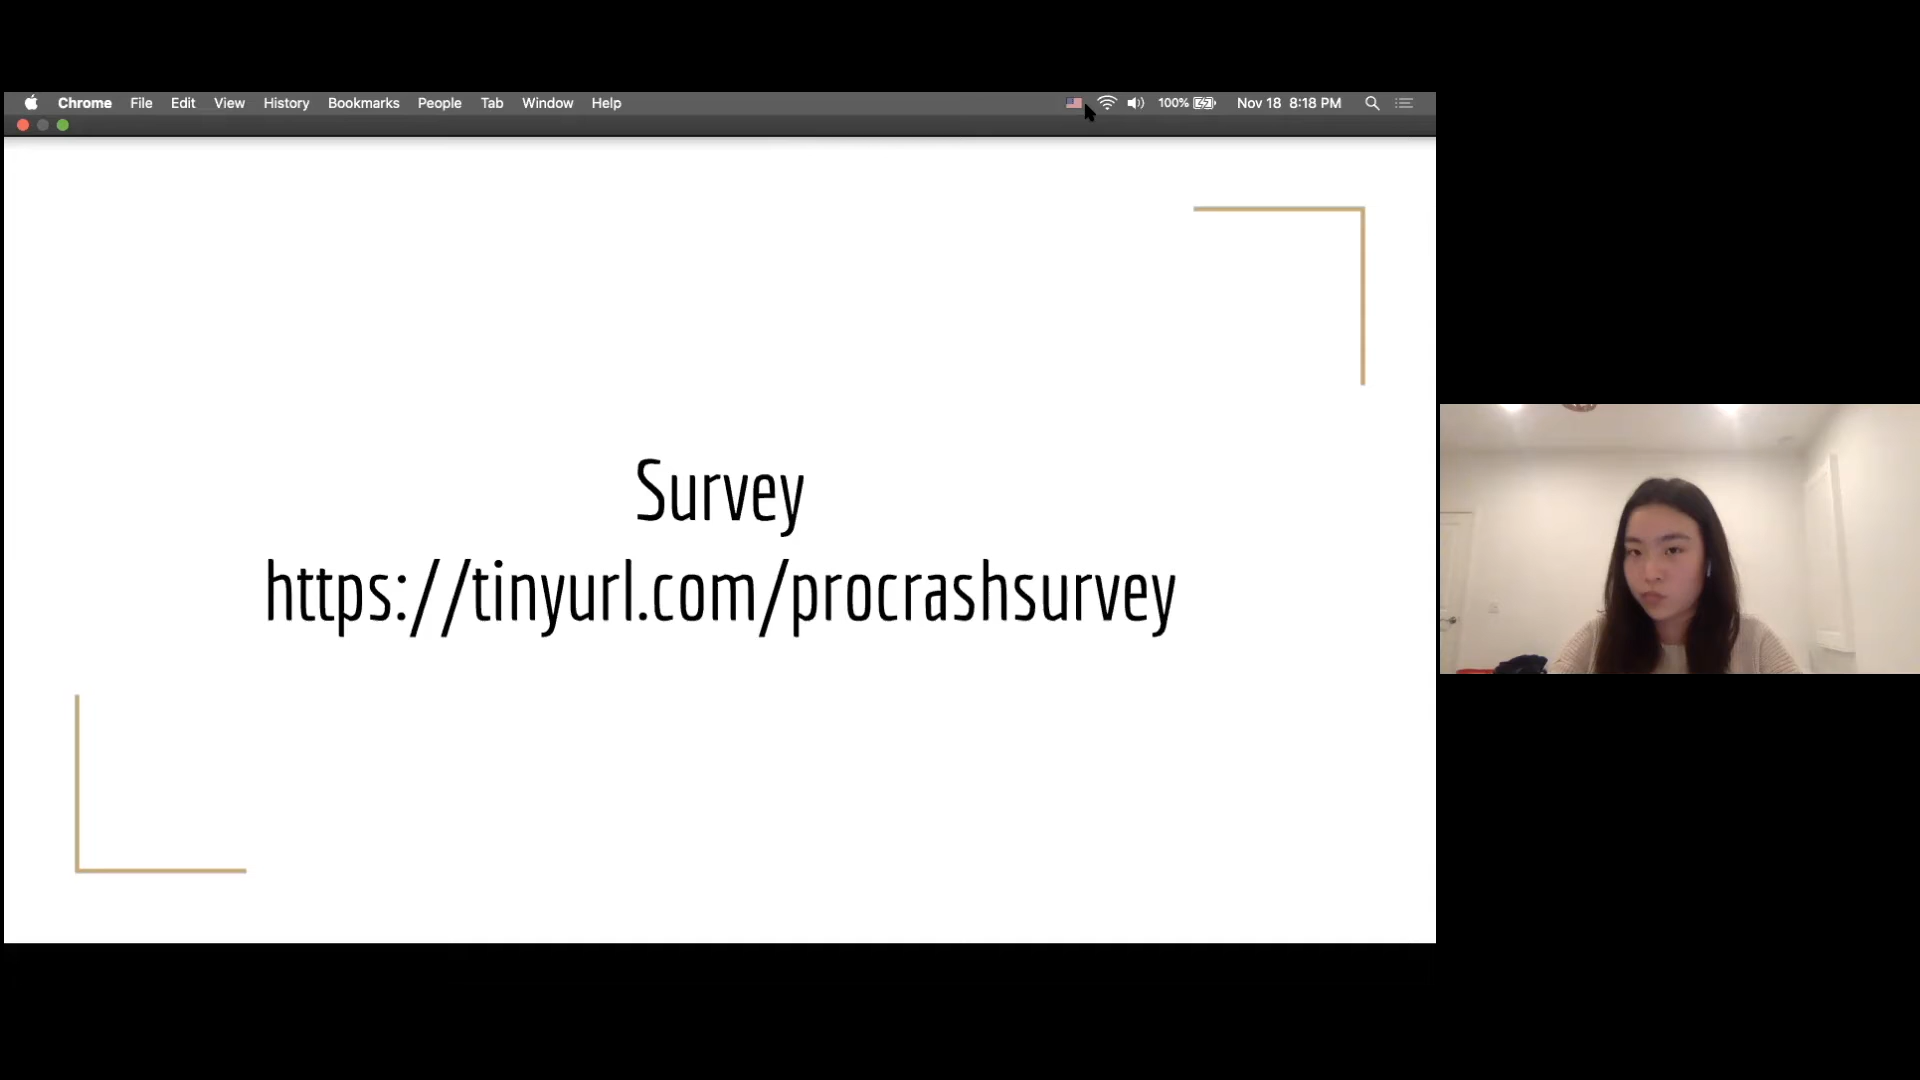 Chrome File Edit View History Bookmarks People Tab Window Help 100% Nov 18 8:18 PM
Survey
https://tinyurl.com/procrashsurvey